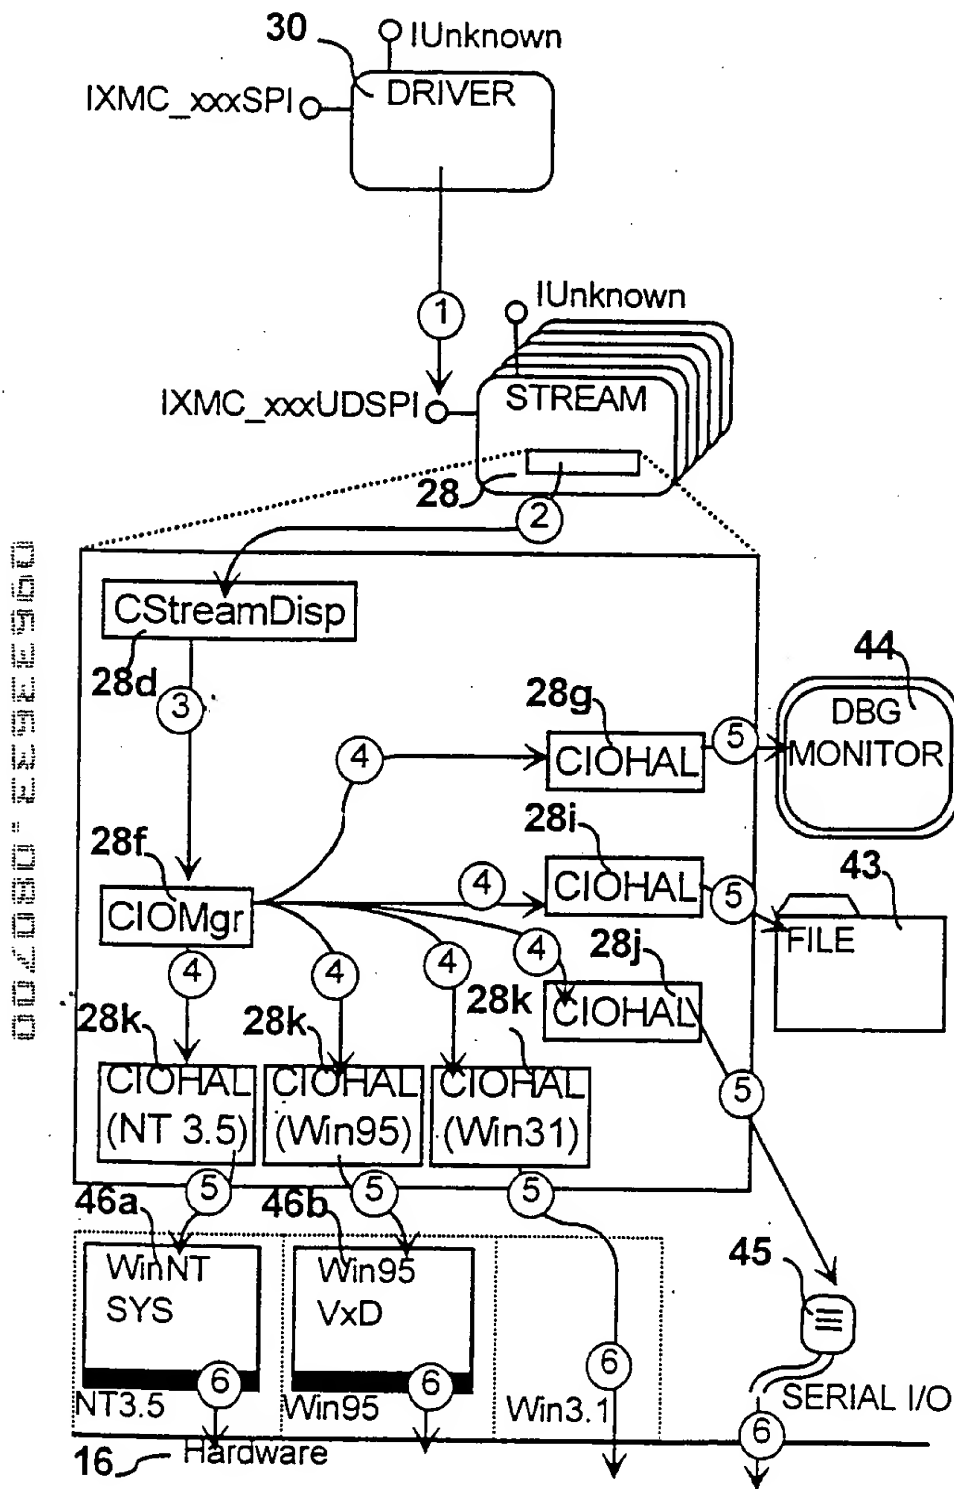 30
IUnknown
IXMC_xxxSPI
DRIVER
1
IUnknown
IXMC_xxxUDSPI
STREAM
28
2
CStreamDisp
28d
3
44
DBG
MONITOR
28g
4
CIOHAL
5
28i
43
28f
CIOMgr
4
CIOHAL
5
FILE
4
4
4
4
28j
CIOHAL
28k
28k
28k
CIOHAL
(NT 3.5)
CIOHAL
(Win95)
CIOHAL
(Win31)
5
5
5
5
46a
46b
WinNT
SYS
Win95
VxD
45
6
6
6
NT3.5
Win95
Win3.1
SERIAL I/O
6
16
Hardware